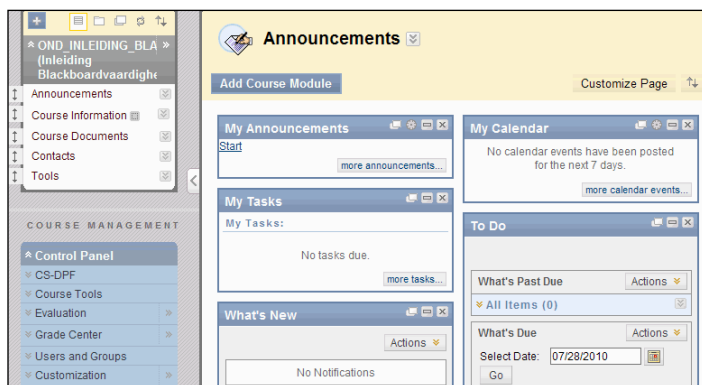 OND_INLEIDING_BLA
(Inleiding
Blackboardvaardighe
Announcements
Course Information
Course Documents
Contacts
Tools
COURSE MANAGEMENT
Control Panel
CS-DPF
Course Tools
Evaluation
Grade Center
Users and Groups
Customization
Announcements
Add Course Module
Customize Page
My Announcements
Start
more announcements...
My Tasks
My Tasks:
No tasks due.
more tasks...
What's New
Actions
No Notifications
My Calendar
No calendar events have been posted
for the next 7 days.
more calendar events...
To Do
What's Past Due Actions
All Items (0)
What's Due Actions
Select Date: 07/28/2010
Go